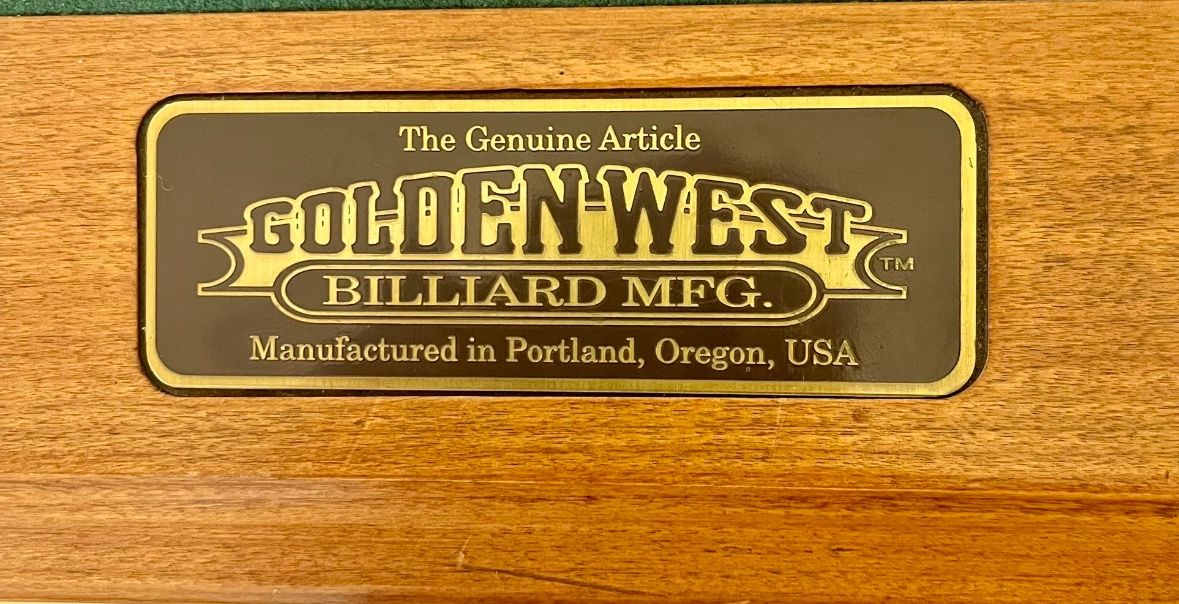 The Genuine Article
GOLDEN WEST
TM
BILLIARD MFG.
Manufactured in Portland, Oregon, USA